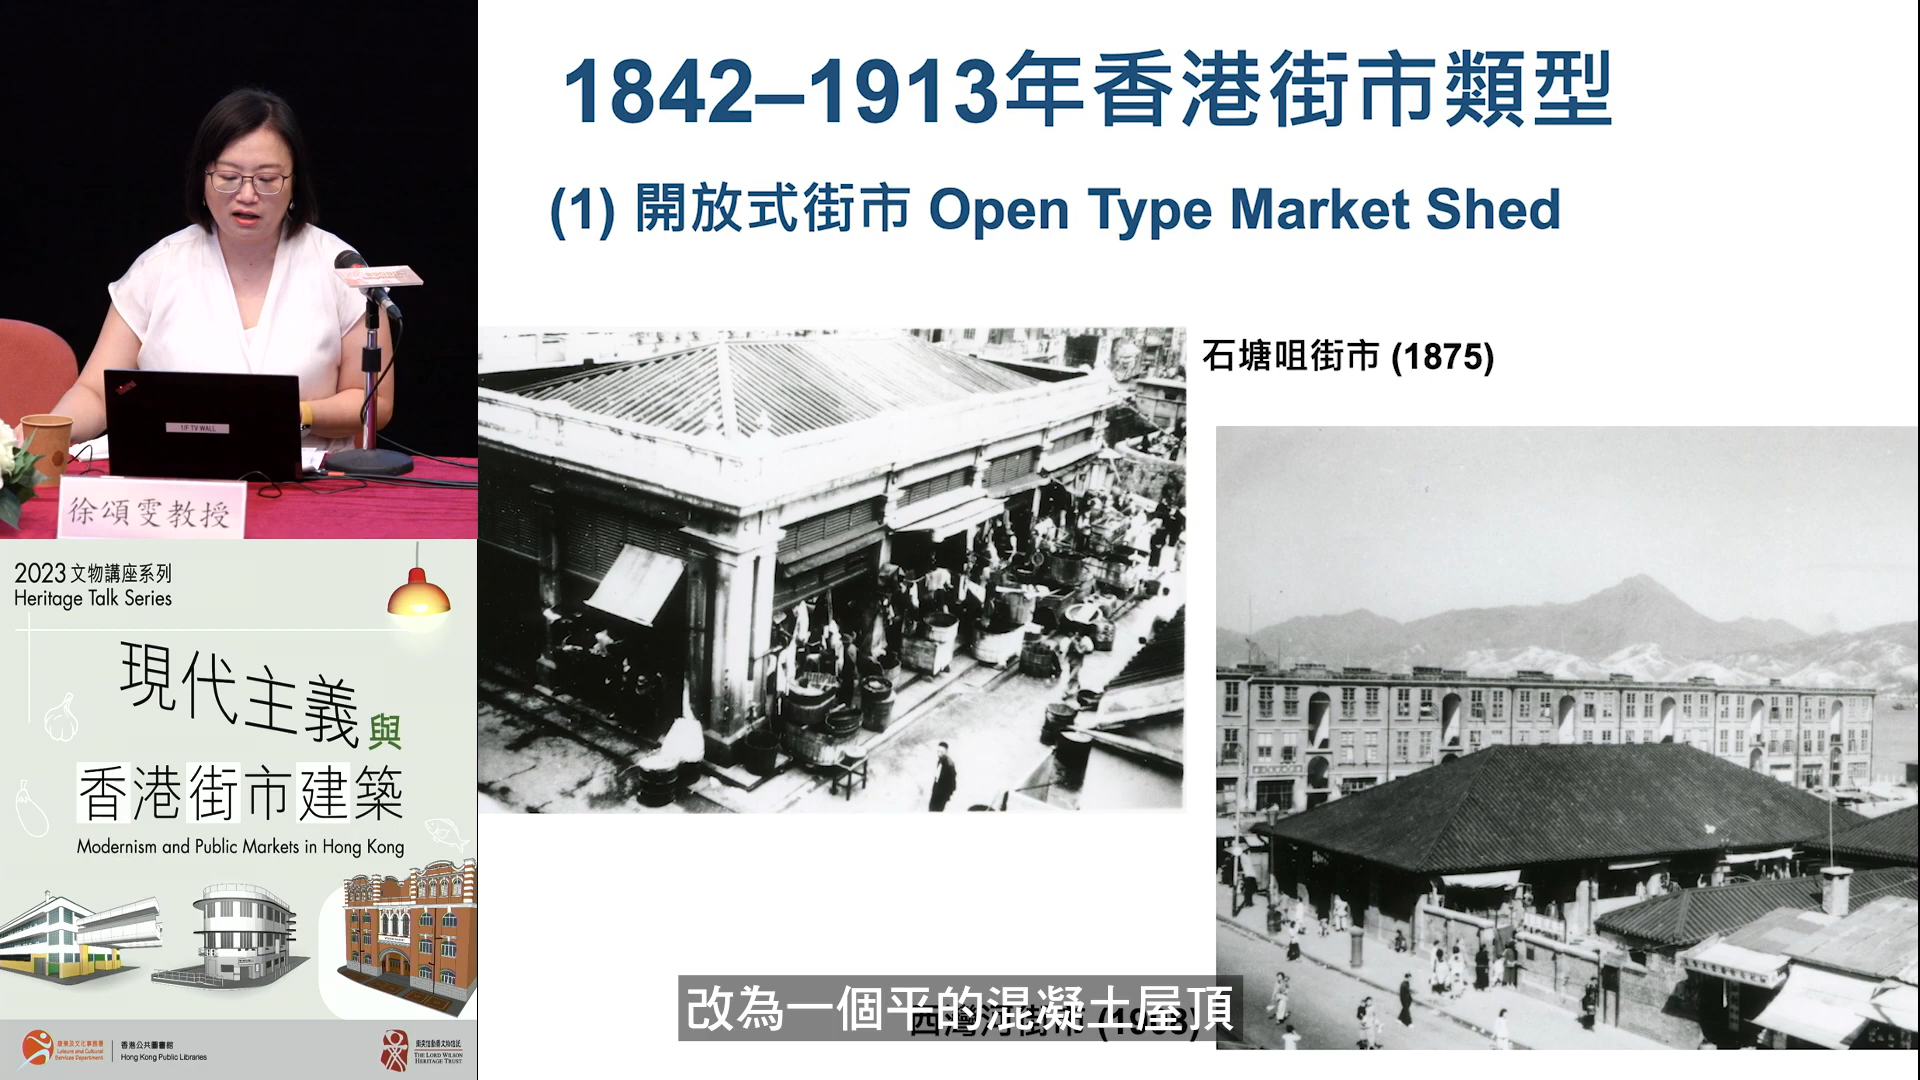 1842–1913年香港街市類型
(1) 開放式街市 Open Type Market Shed
石塘咀街市 (1875)
改為一個平的混凝土屋頂
1/F TV WALL
徐頌雯教授
2023文物講座系列
Heritage Talk Series
現代主義與
香港街市建築
Modernism and Public Markets in Hong Kong
康樂及文化事務署
Leisure and Cultural
Services Department
香港公共圖書館
Hong Kong Public Libraries
衞奕信勳爵文物信託
THE LORD WILSON
HERITAGE TRUST